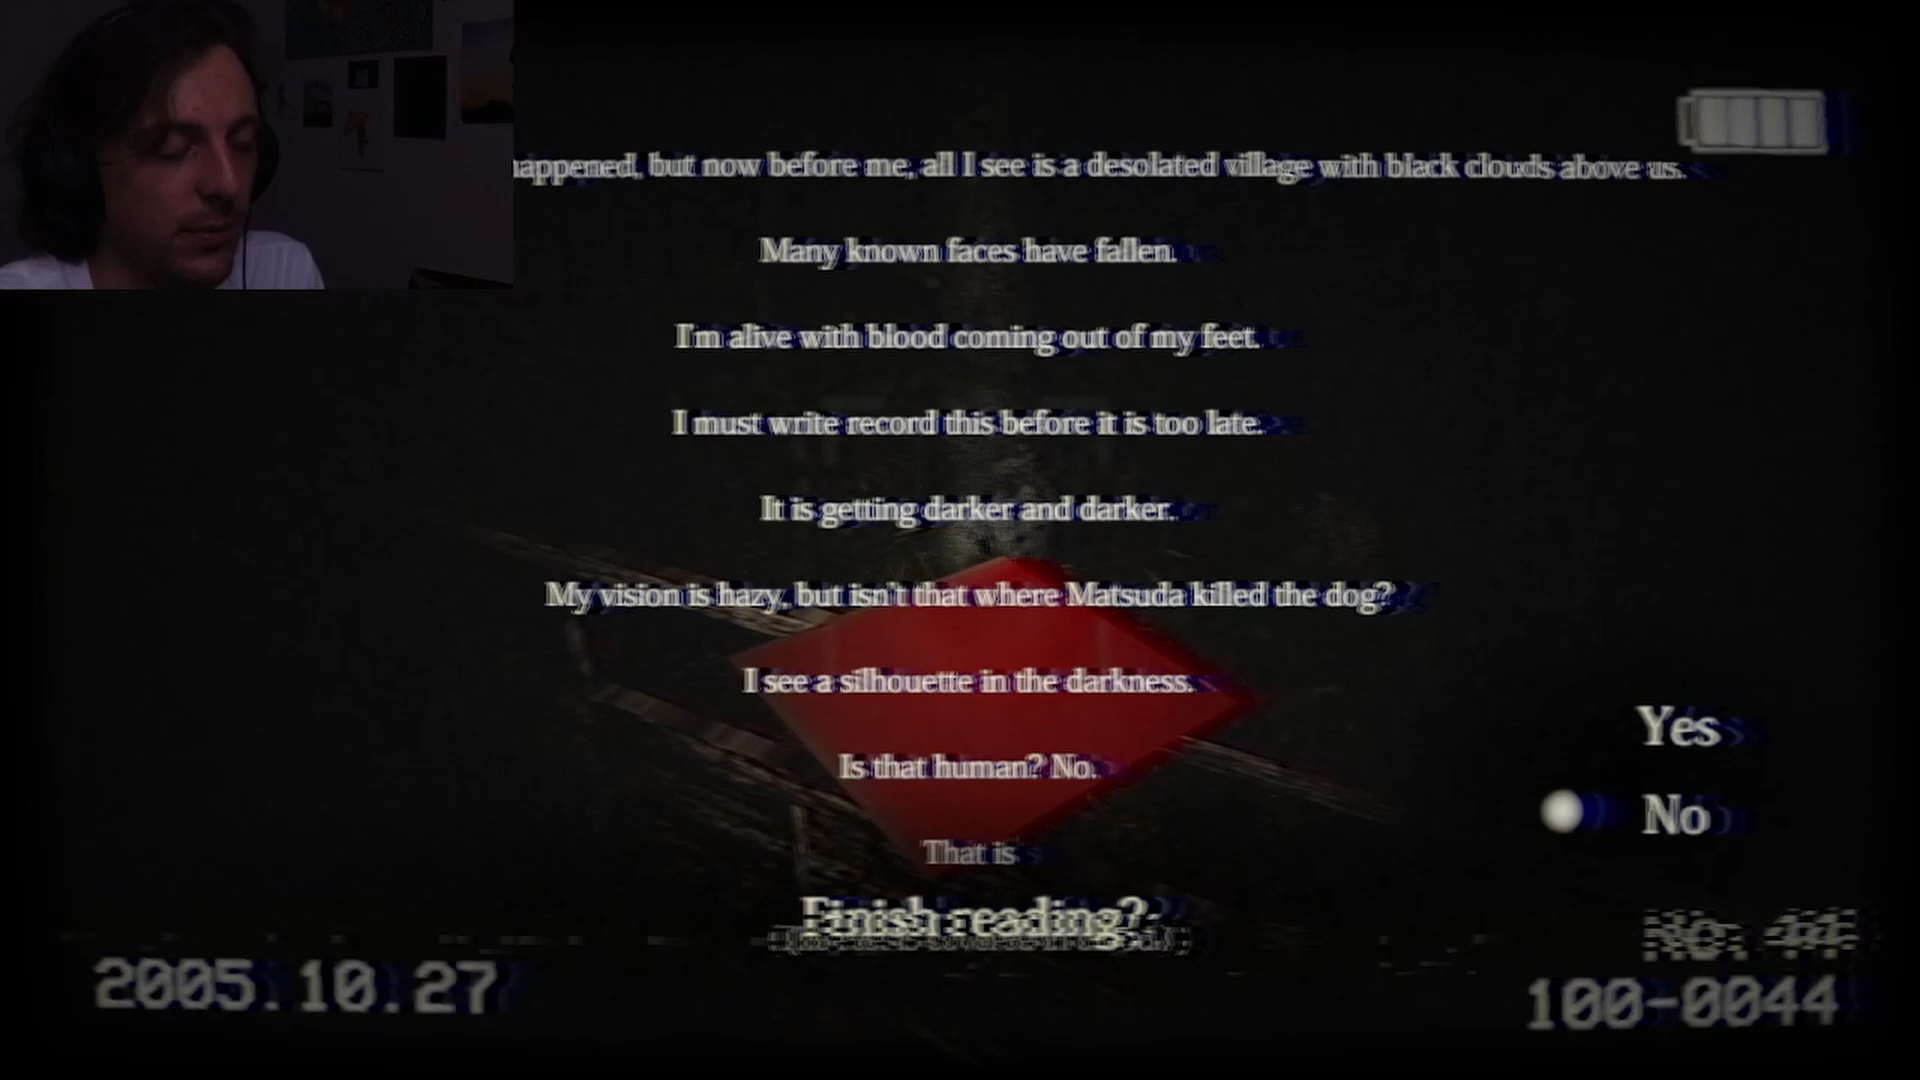 happened, but now before me, all I see is a desolated village with black clouds above us.
Many known faces have fallen.
I'm alive with blood coming out of my feet.
I must write record this before it is too late.
It is getting darker and darker.
My vision is hazy, but isn't that where Matsuda killed the dog?
I see a silhouette in the darkness.
Is that human? No.
That is
Yes
No
Finish reading?
No. 44
2005.10.27
100-0044